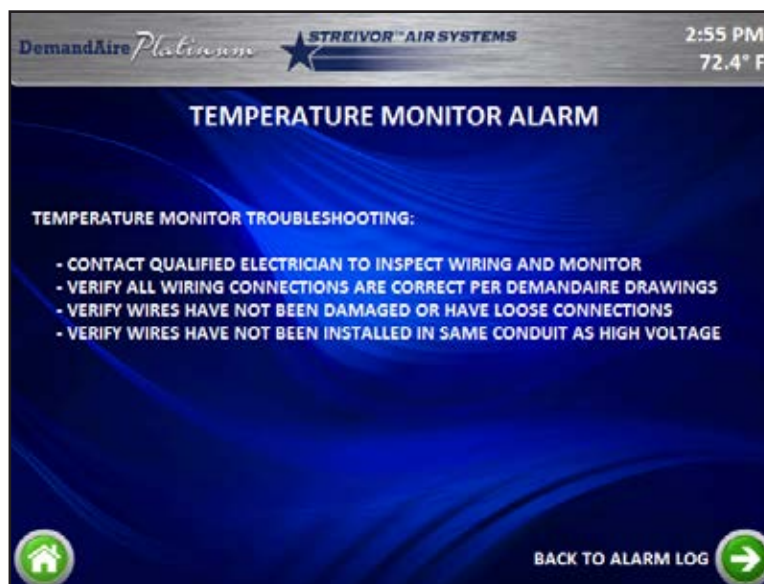 DemandAire Platinum
STREIVOR™ AIR SYSTEMS
2:55 PM
72.4° F
TEMPERATURE MONITOR ALARM
TEMPERATURE MONITOR TROUBLESHOOTING:
- CONTACT QUALIFIED ELECTRICIAN TO INSPECT WIRING AND MONITOR
- VERIFY ALL WIRING CONNECTIONS ARE CORRECT PER DEMANDAIRE DRAWINGS
- VERIFY WIRES HAVE NOT BEEN DAMAGED OR HAVE LOOSE CONNECTIONS
- VERIFY WIRES HAVE NOT BEEN INSTALLED IN SAME CONDUIT AS HIGH VOLTAGE
BACK TO ALARM LOG